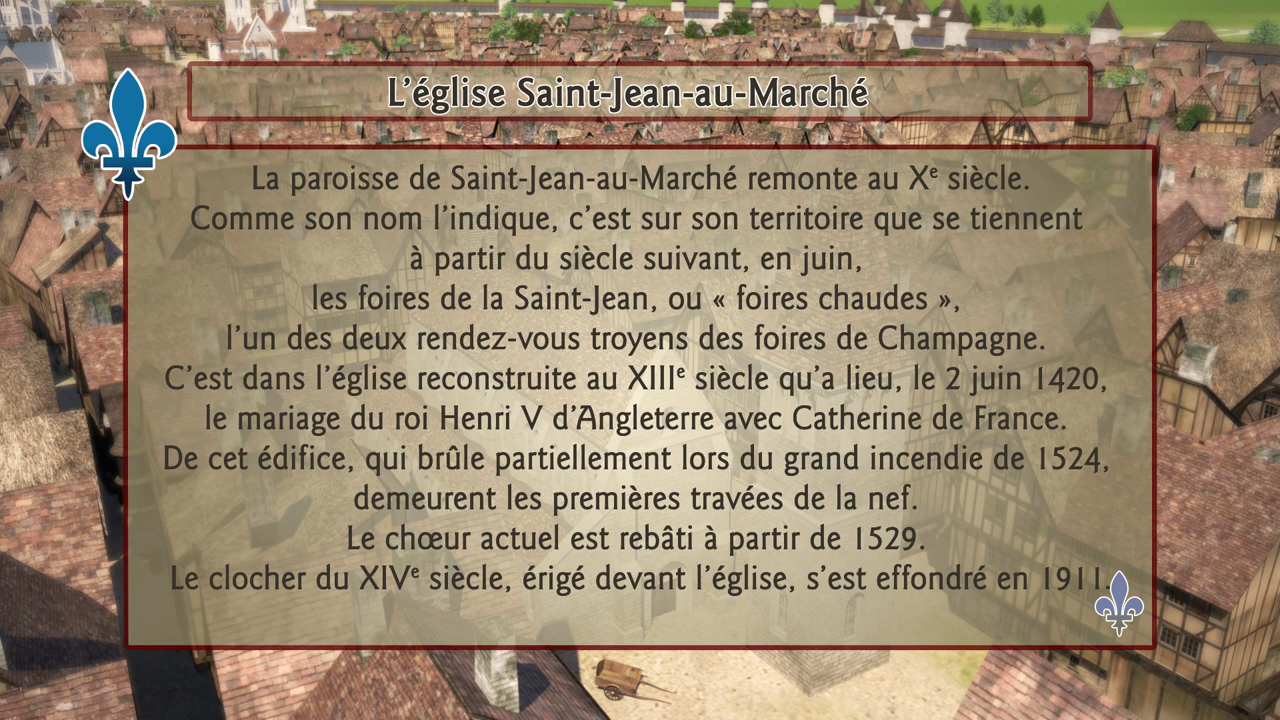 L'église Saint-Jean-au-Marché
La paroisse de Saint-Jean-au-Marché remonte au Xᵉ siècle.
Comme son nom l'indique, c'est sur son territoire que se tiennent
à partir du siècle suivant, en juin,
les foires de la Saint-Jean, ou « foires chaudes »,
l'un des deux rendez-vous troyens des foires de Champagne.
C'est dans l'église reconstruite au XIIIᵉ siècle qu'a lieu, le 2 juin 1420,
le mariage du roi Henri V d'Angleterre avec Catherine de France.
De cet édifice, qui brûle partiellement lors du grand incendie de 1524,
demeurent les premières travées de la nef.
Le chœur actuel est rebâti à partir de 1529.
Le clocher du XIVᵉ siècle, érigé devant l'église, s'est effondré en 1911.